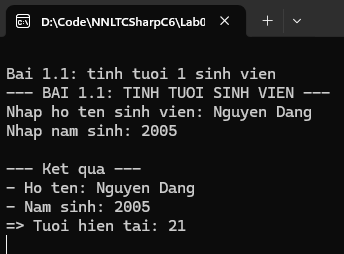 D:\Code\NNLTCSharpC6\Lab0
Bai 1.1: tinh tuoi 1 sinh vien
--- BAI 1.1: TINH TUOI SINH VIEN ---
Nhap ho ten sinh vien: Nguyen Dang
Nhap nam sinh: 2005
--- Ket qua ---
- Ho ten: Nguyen Dang
- Nam sinh: 2005
=> Tuoi hien tai: 21